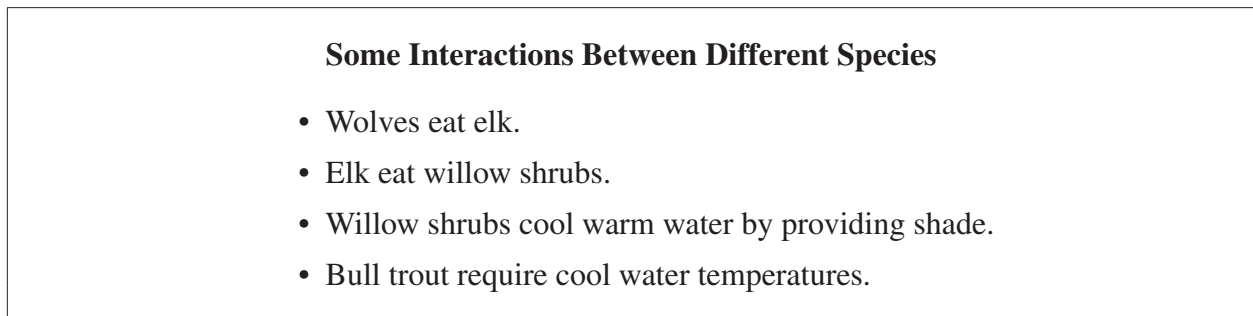 Some Interactions Between Different Species
• Wolves eat elk.
• Elk eat willow shrubs.
• Willow shrubs cool warm water by providing shade.
• Bull trout require cool water temperatures.